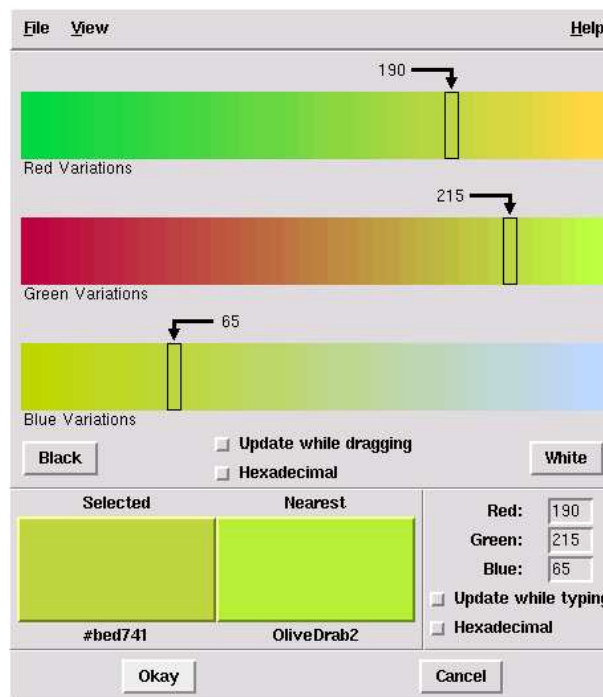 File View Help
190
Red Variations
215
Green Variations
65
Blue Variations
Black
Update while dragging
Hexadecimal
White
Selected Nearest
#bed741 OliveDrab2
Red: 190
Green: 215
Blue: 65
Update while typing
Hexadecimal
Okay Cancel